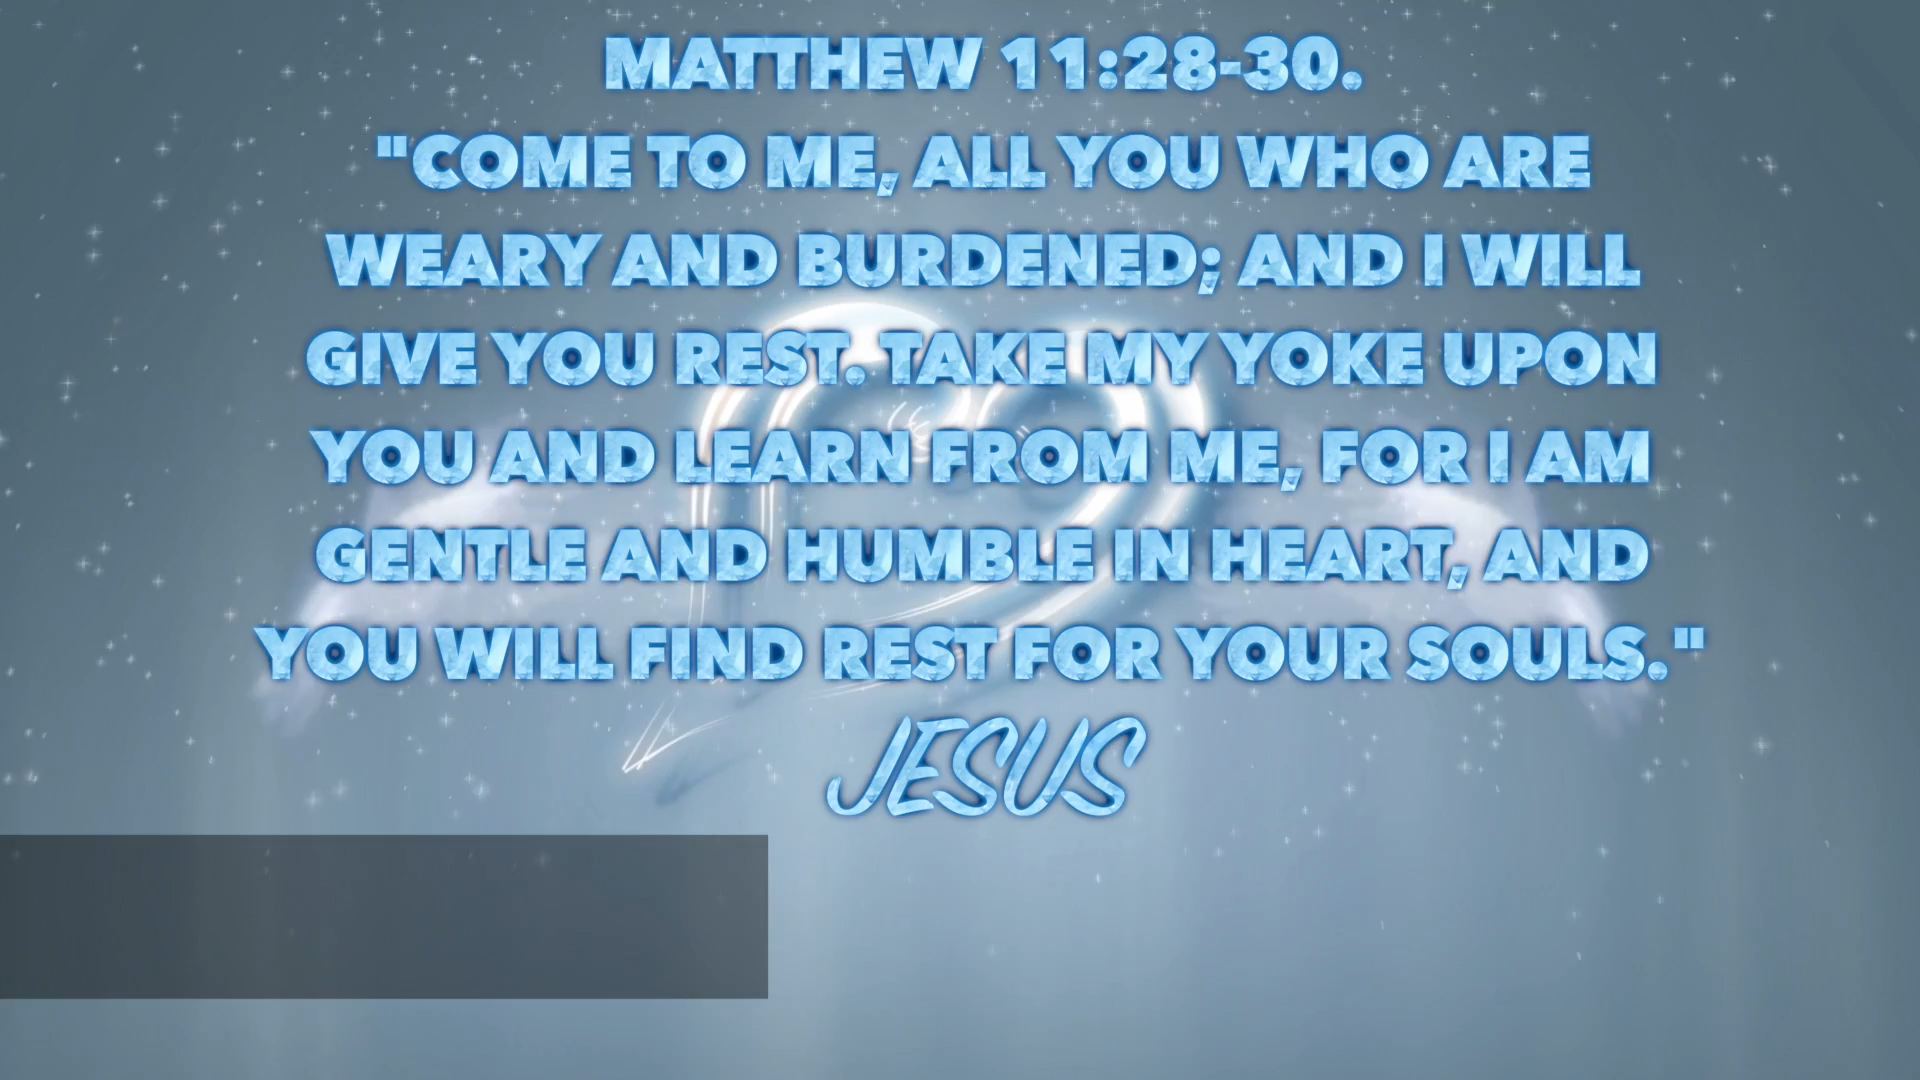 MATTHEW 11:28-30.
"COME TO ME, ALL YOU WHO ARE
WEARY AND BURDENED; AND I WILL
GIVE YOU REST. TAKE MY YOKE UPON
YOU AND LEARN FROM ME, FOR I AM
GENTLE AND HUMBLE IN HEART, AND
YOU WILL FIND REST FOR YOUR SOULS."
JESUS